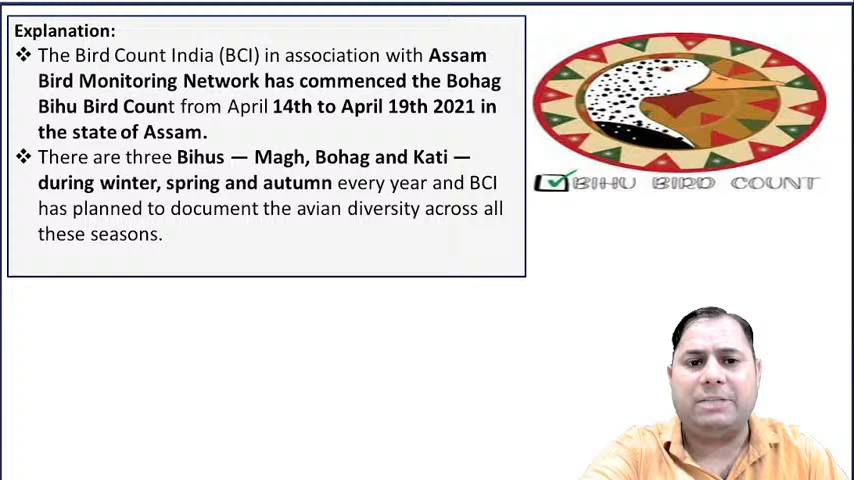 Explanation:
❖ The Bird Count India (BCI) in association with Assam
Bird Monitoring Network has commenced the Bohag
Bihu Bird Count from April 14th to April 19th 2021 in
the state of Assam.
❖ There are three Bihus — Magh, Bohag and Kati —
during winter, spring and autumn every year and BCI
has planned to document the avian diversity across all
these seasons.
BIHU BIRD COUNT